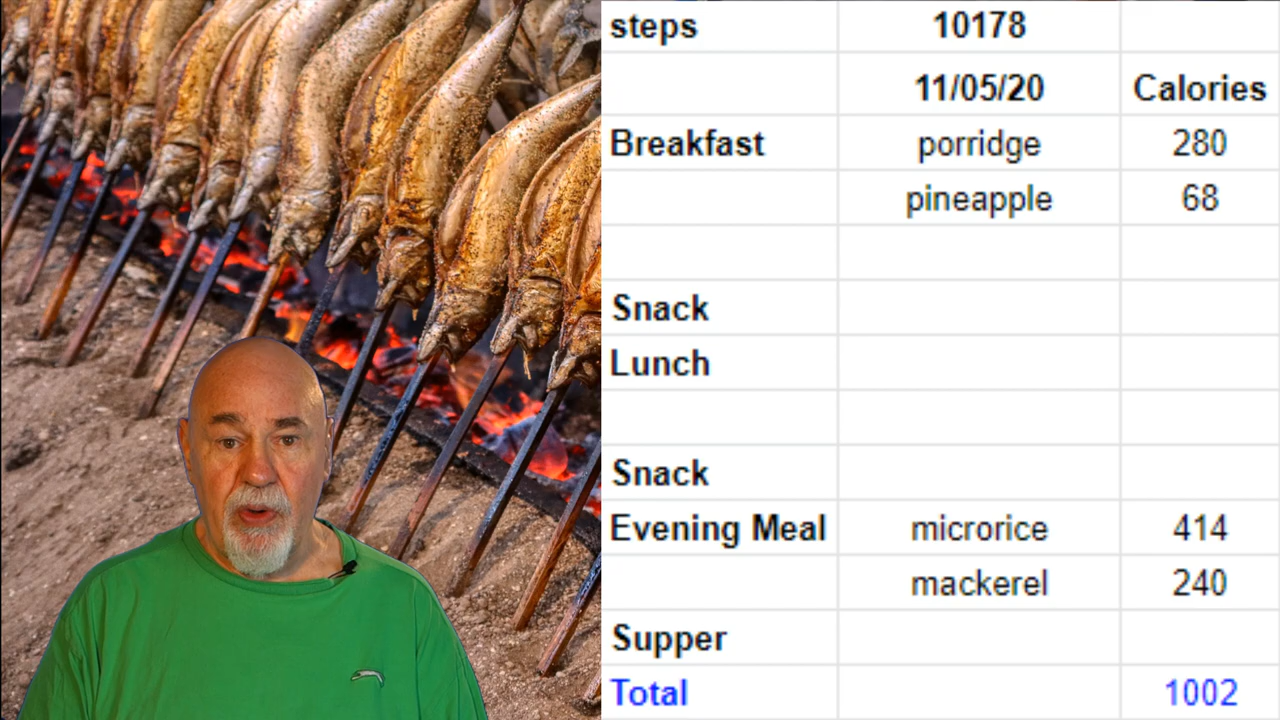 steps 10178
11/05/20 Calories
Breakfast porridge 280
pineapple 68
Snack
Lunch
Snack
Evening Meal microrice 414
mackerel 240
Supper
Total 1002